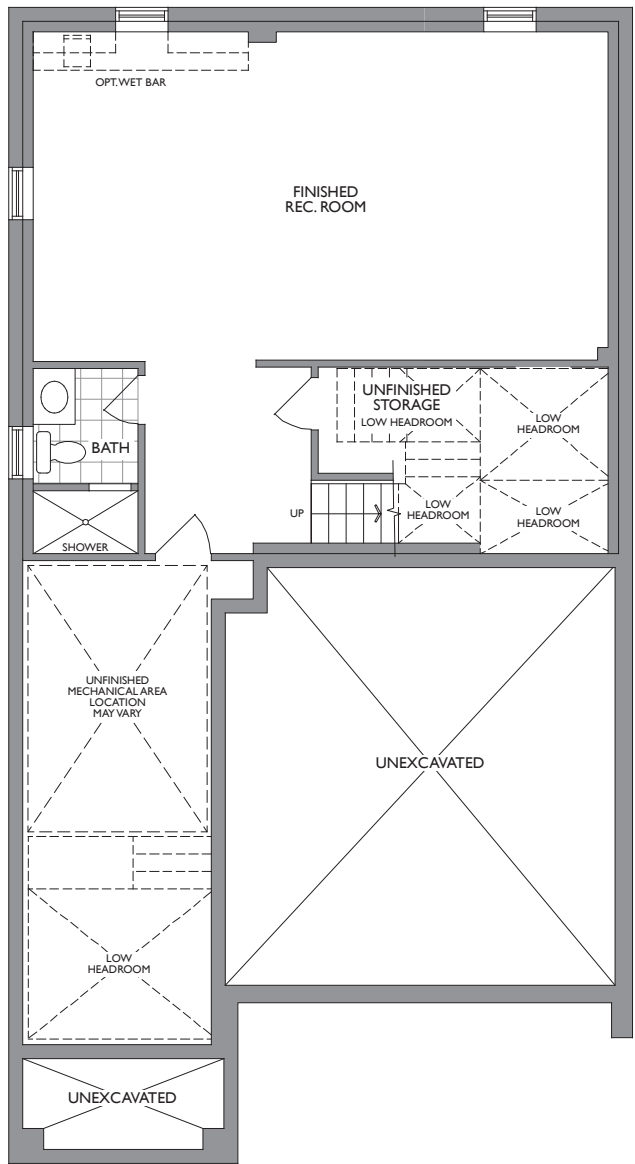 OPT. WET BAR
FINISHED
REC. ROOM
UNFINISHED
STORAGE
LOW HEADROOM
LOW
HEADROOM
BATH
UP
LOW
HEADROOM
LOW
HEADROOM
SHOWER
UNFINISHED
MECHANICAL AREA
LOCATION
MAY VARY
UNEXCAVATED
LOW
HEADROOM
UNEXCAVATED